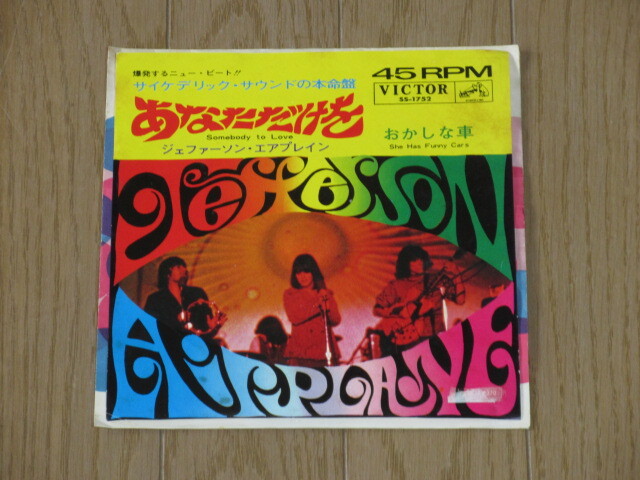 爆発するニュー・ビート!!
サイケデリック・サウンドの本命盤
あなただけを
Somebody to Love
ジェファーソン・エアプレイン
45 RPM
VICTOR
SS-1752
おかしな車
She Has Funny Cars
JEFFERSON
AIRPLANE